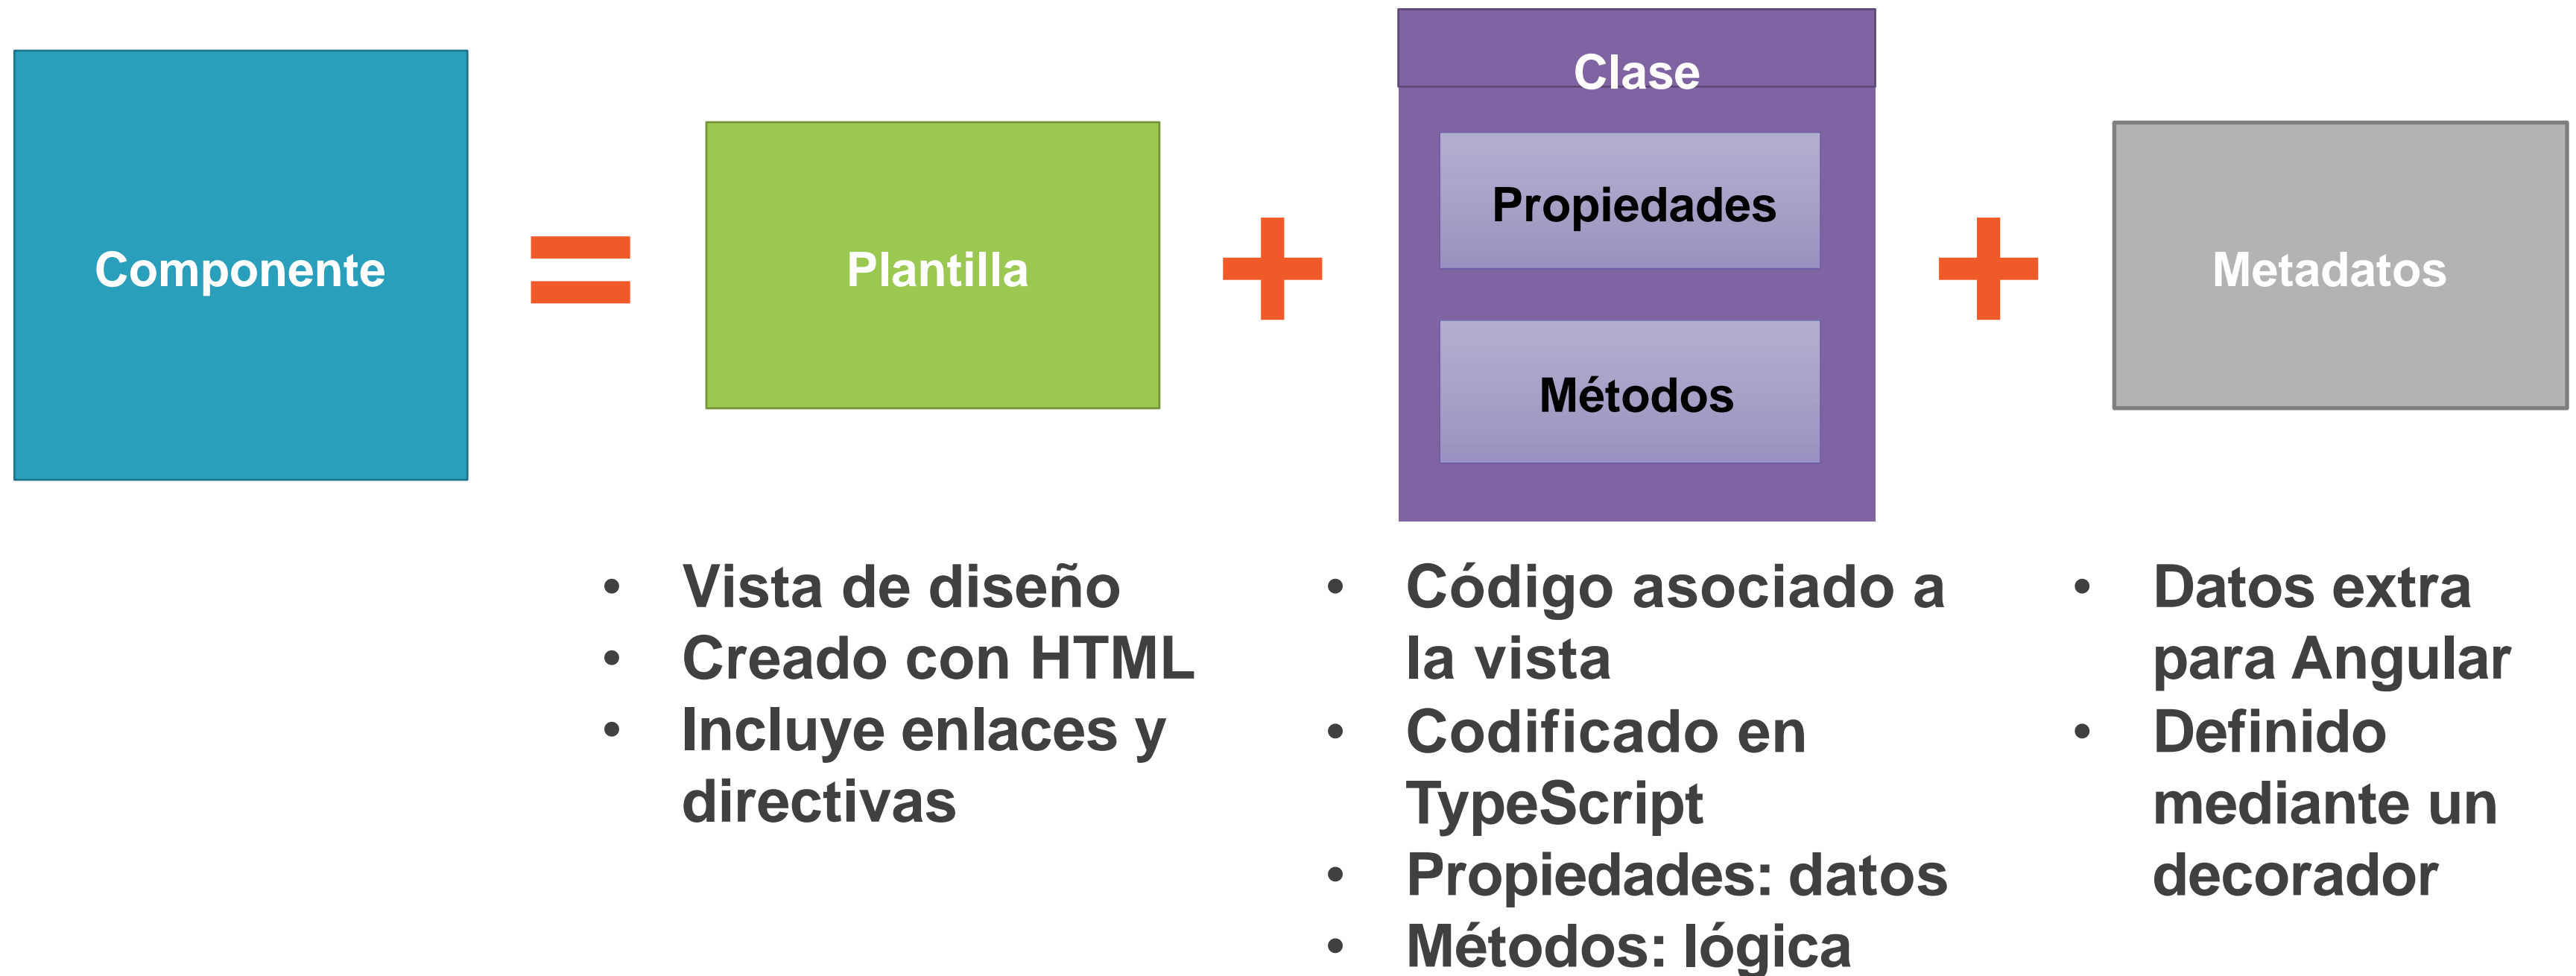 Componente
=
Plantilla
+
Clase
Propiedades
Métodos
+
Metadatos
• Vista de diseño
• Creado con HTML
• Incluye enlaces y
directivas
• Código asociado a
la vista
• Codificado en
TypeScript
• Propiedades: datos
• Métodos: lógica
• Datos extra
para Angular
• Definido
mediante un
decorador